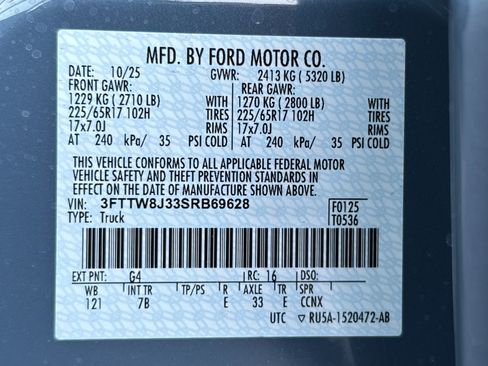 MFD. BY FORD MOTOR CO.
DATE: 10/25 GVWR: 2413 KG ( 5320 LB)
FRONT GAWR: REAR GAWR:
1229 KG ( 2710 LB) WITH 1270 KG ( 2800 LB) WITH
225/65R17 102H TIRES 225/65R17 102H TIRES
17x7.0J RIMS 17x7.0J RIMS
AT 240 kPa/ 35 PSI COLD AT 240 kPa/ 35 PSI COLD
THIS VEHICLE CONFORMS TO ALL APPLICABLE FEDERAL MOTOR
VEHICLE SAFETY AND THEFT PREVENTION STANDARDS IN
EFFECT ON THE DATE OF MANUFACTURE SHOWN ABOVE.
VIN: 3FTTW8J33SRB69628 F0125
TYPE: Truck T0536
EXT PNT: G4 RC: 16 DSO:
WB INT TR TP/PS R AXLE TR SPR
121 7B E 33 E CCNX
UTC ▽ RU5A-1520472-AB